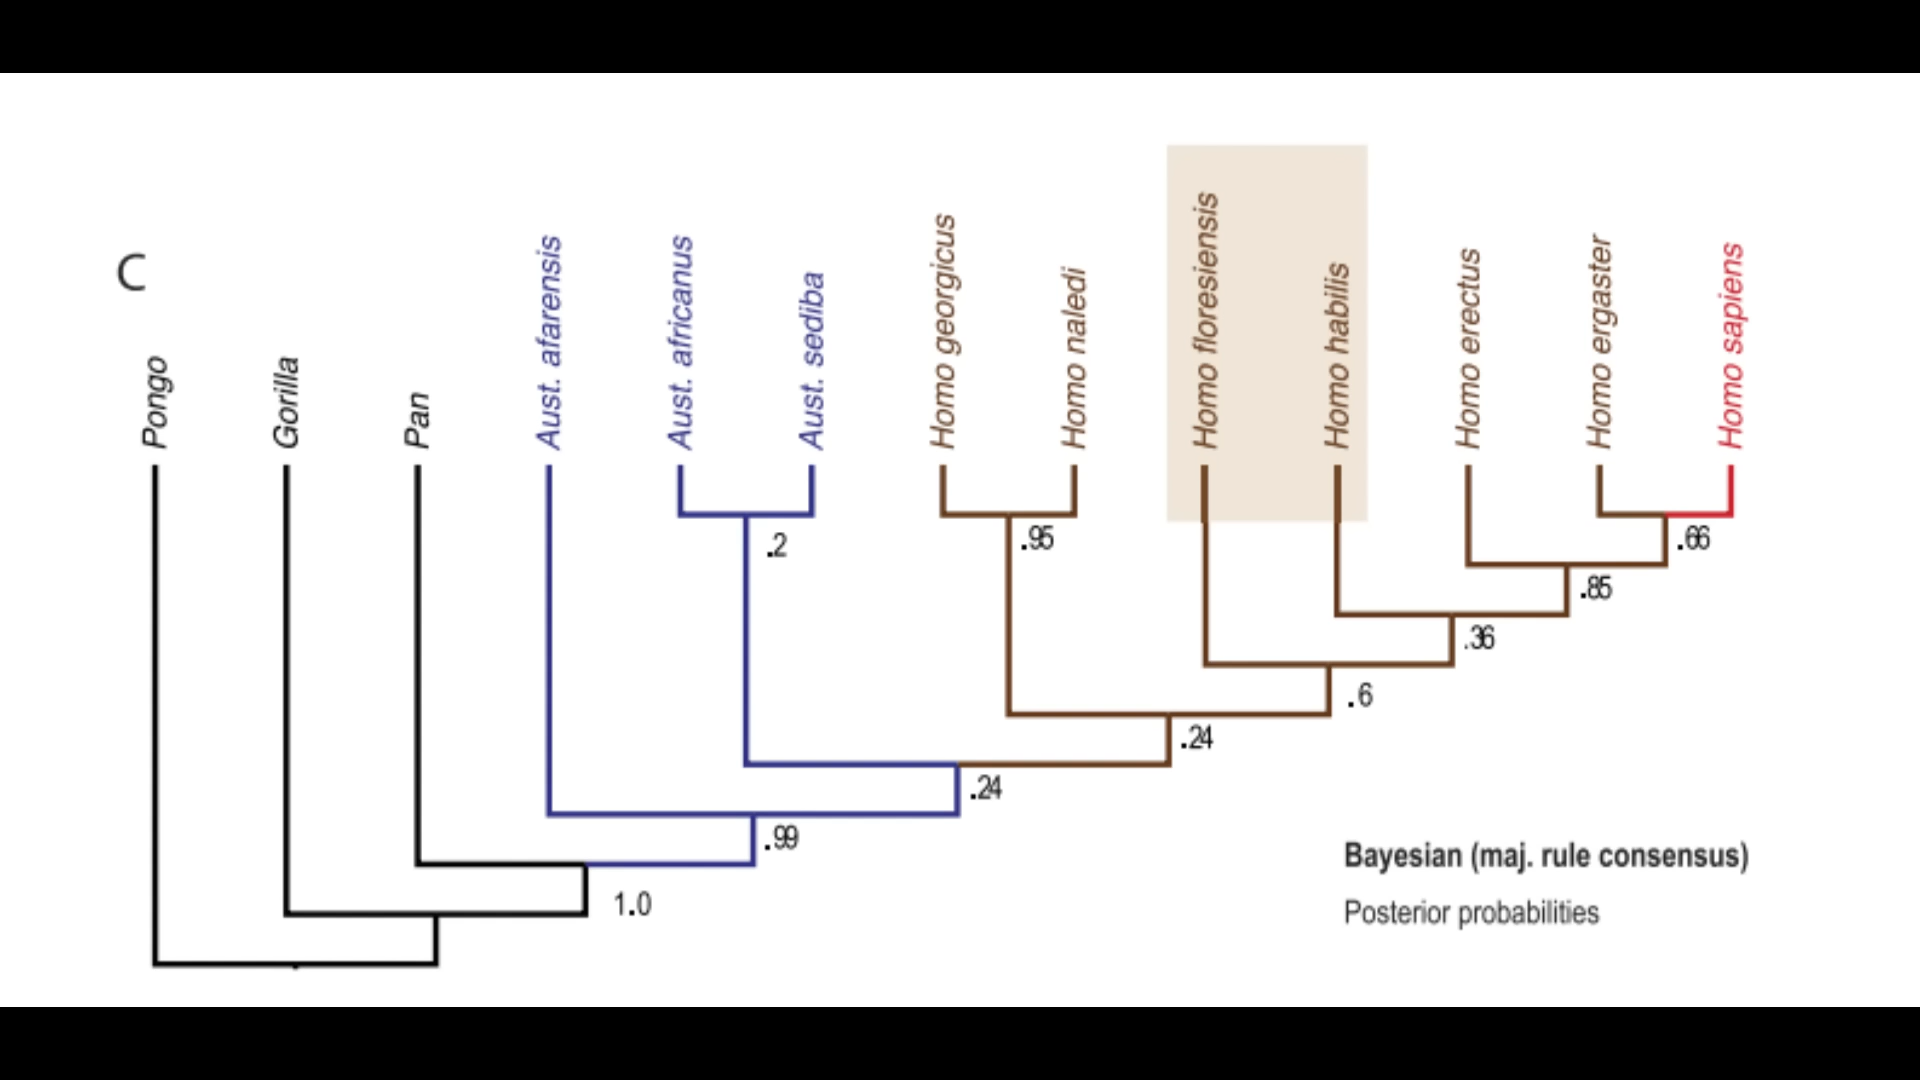 C
Pongo
Gorilla
Pan
Aust. afarensis
Aust. africanus
Aust. sediba
Homo georgicus
Homo naledi
Homo floresiensis
Homo habilis
Homo erectus
Homo ergaster
Homo sapiens
.2
.95
.66
.85
.36
.6
.24
.24
.99
1.0
Bayesian (maj. rule consensus)
Posterior probabilities